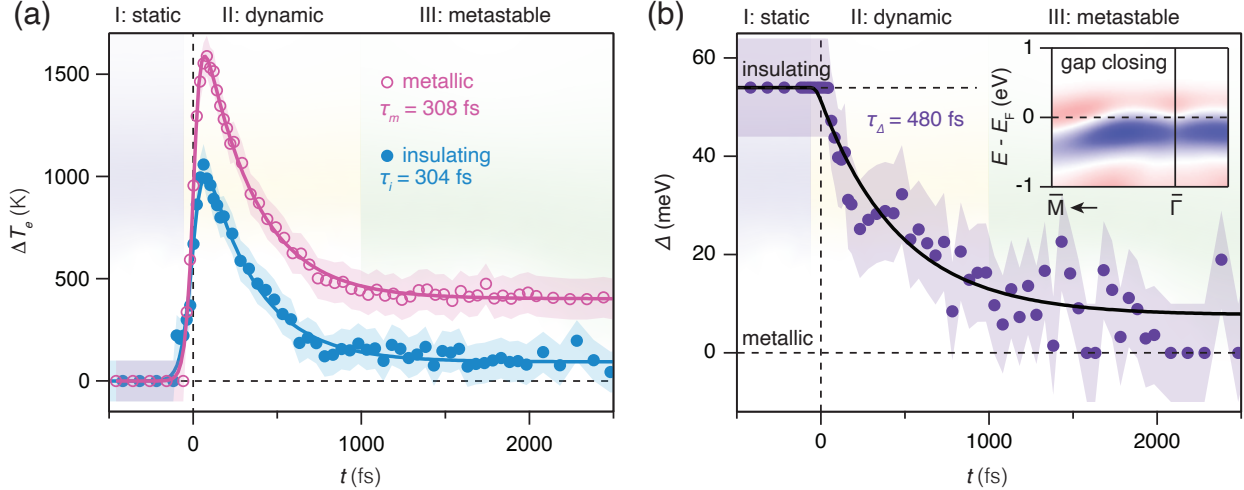 (a)
I: static
II: dynamic
III: metastable
1500
1000
500
0
ΔTₑ (K)
metallic
τₘ = 308 fs
insulating
τᵢ = 304 fs
0
1000
2000
t (fs)
(b)
I: static
II: dynamic
III: metastable
60
40
20
0
Δ (meV)
insulating
metallic
τ_Δ = 480 fs
gap closing
1
0
-1
E - E_F (eV)
M̅ ←
Γ̅
0
1000
2000
t (fs)